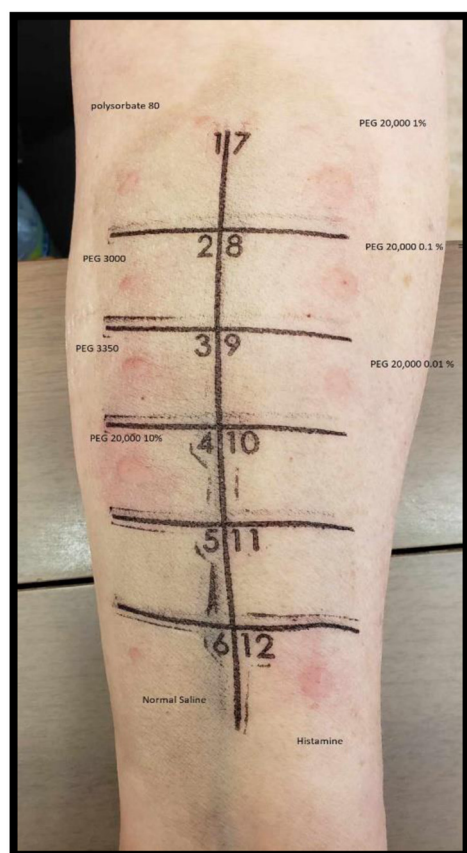 polysorbate 80
PEG 20,000 1%
1 7
2 8
PEG 20,000 0.1 %
PEG 3000
3 9
PEG 3350
PEG 20,000 0.01 %
PEG 20,000 10%
4 10
5 11
6 12
Normal Saline
Histamine